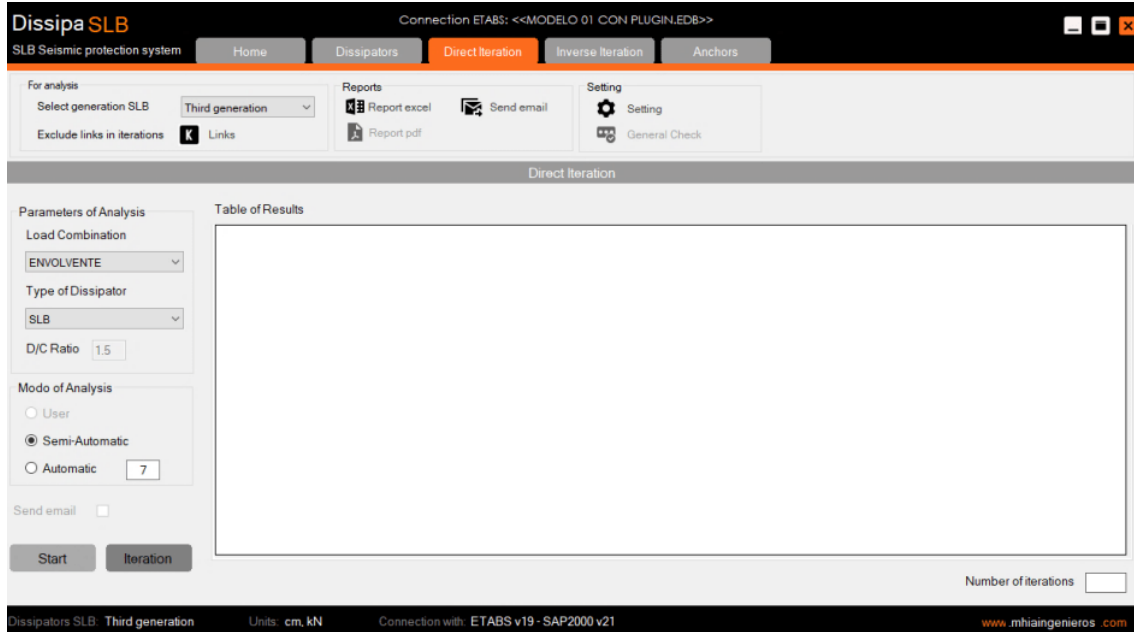 Dissipa SLB
Connection ETABS: <<MODELO 01 CON PLUGIN.EDB>>
SLB Seismic protection system
Home
Dissipators
Direct Iteration
Inverse Iteration
Anchors
For analysis
Select generation SLB
Third generation
Exclude links in iterations
K Links
Reports
Report excel
Send email
Report pdf
Setting
Setting
General Check
Direct Iteration
Parameters of Analysis
Load Combination
ENVOLVENTE
Type of Dissipator
SLB
D/C Ratio 1.5
Modo of Analysis
User
Semi-Automatic
Automatic 7
Send email
Start
Iteration
Table of Results
Number of iterations
Dissipators SLB: Third generation
Units: cm, kN
Connection with: ETABS v19 - SAP2000 v21
www.mhiaingenieros.com